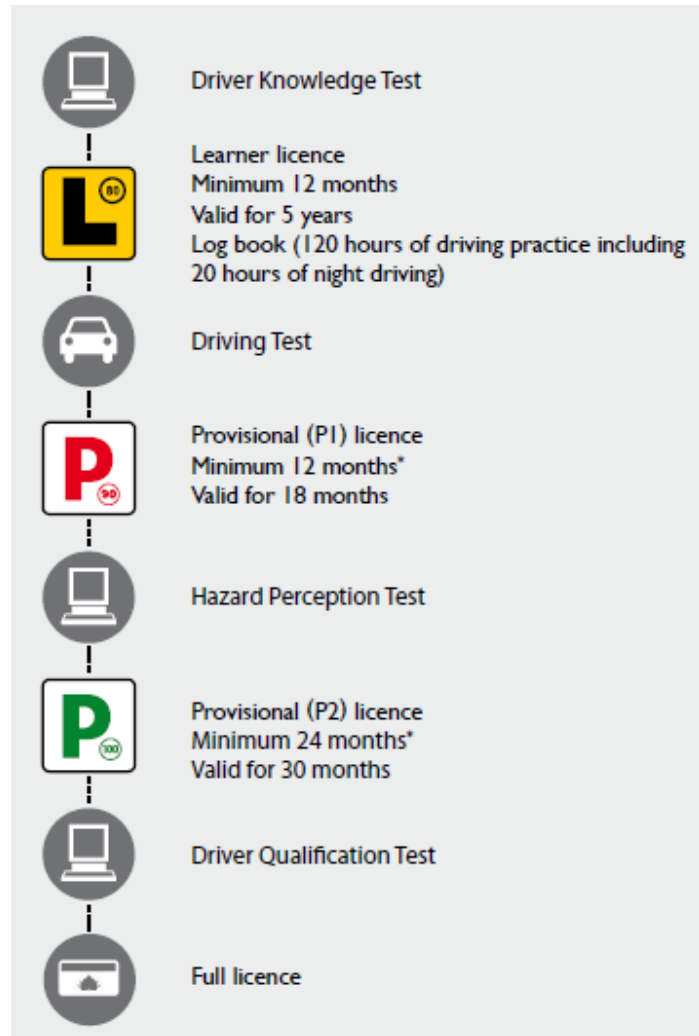 Driver Knowledge Test
L
80
Learner licence
Minimum 12 months
Valid for 5 years
Log book (120 hours of driving practice including
20 hours of night driving)
Driving Test
P
90
Provisional (P1) licence
Minimum 12 months*
Valid for 18 months
Hazard Perception Test
P
100
Provisional (P2) licence
Minimum 24 months*
Valid for 30 months
Driver Qualification Test
Full licence